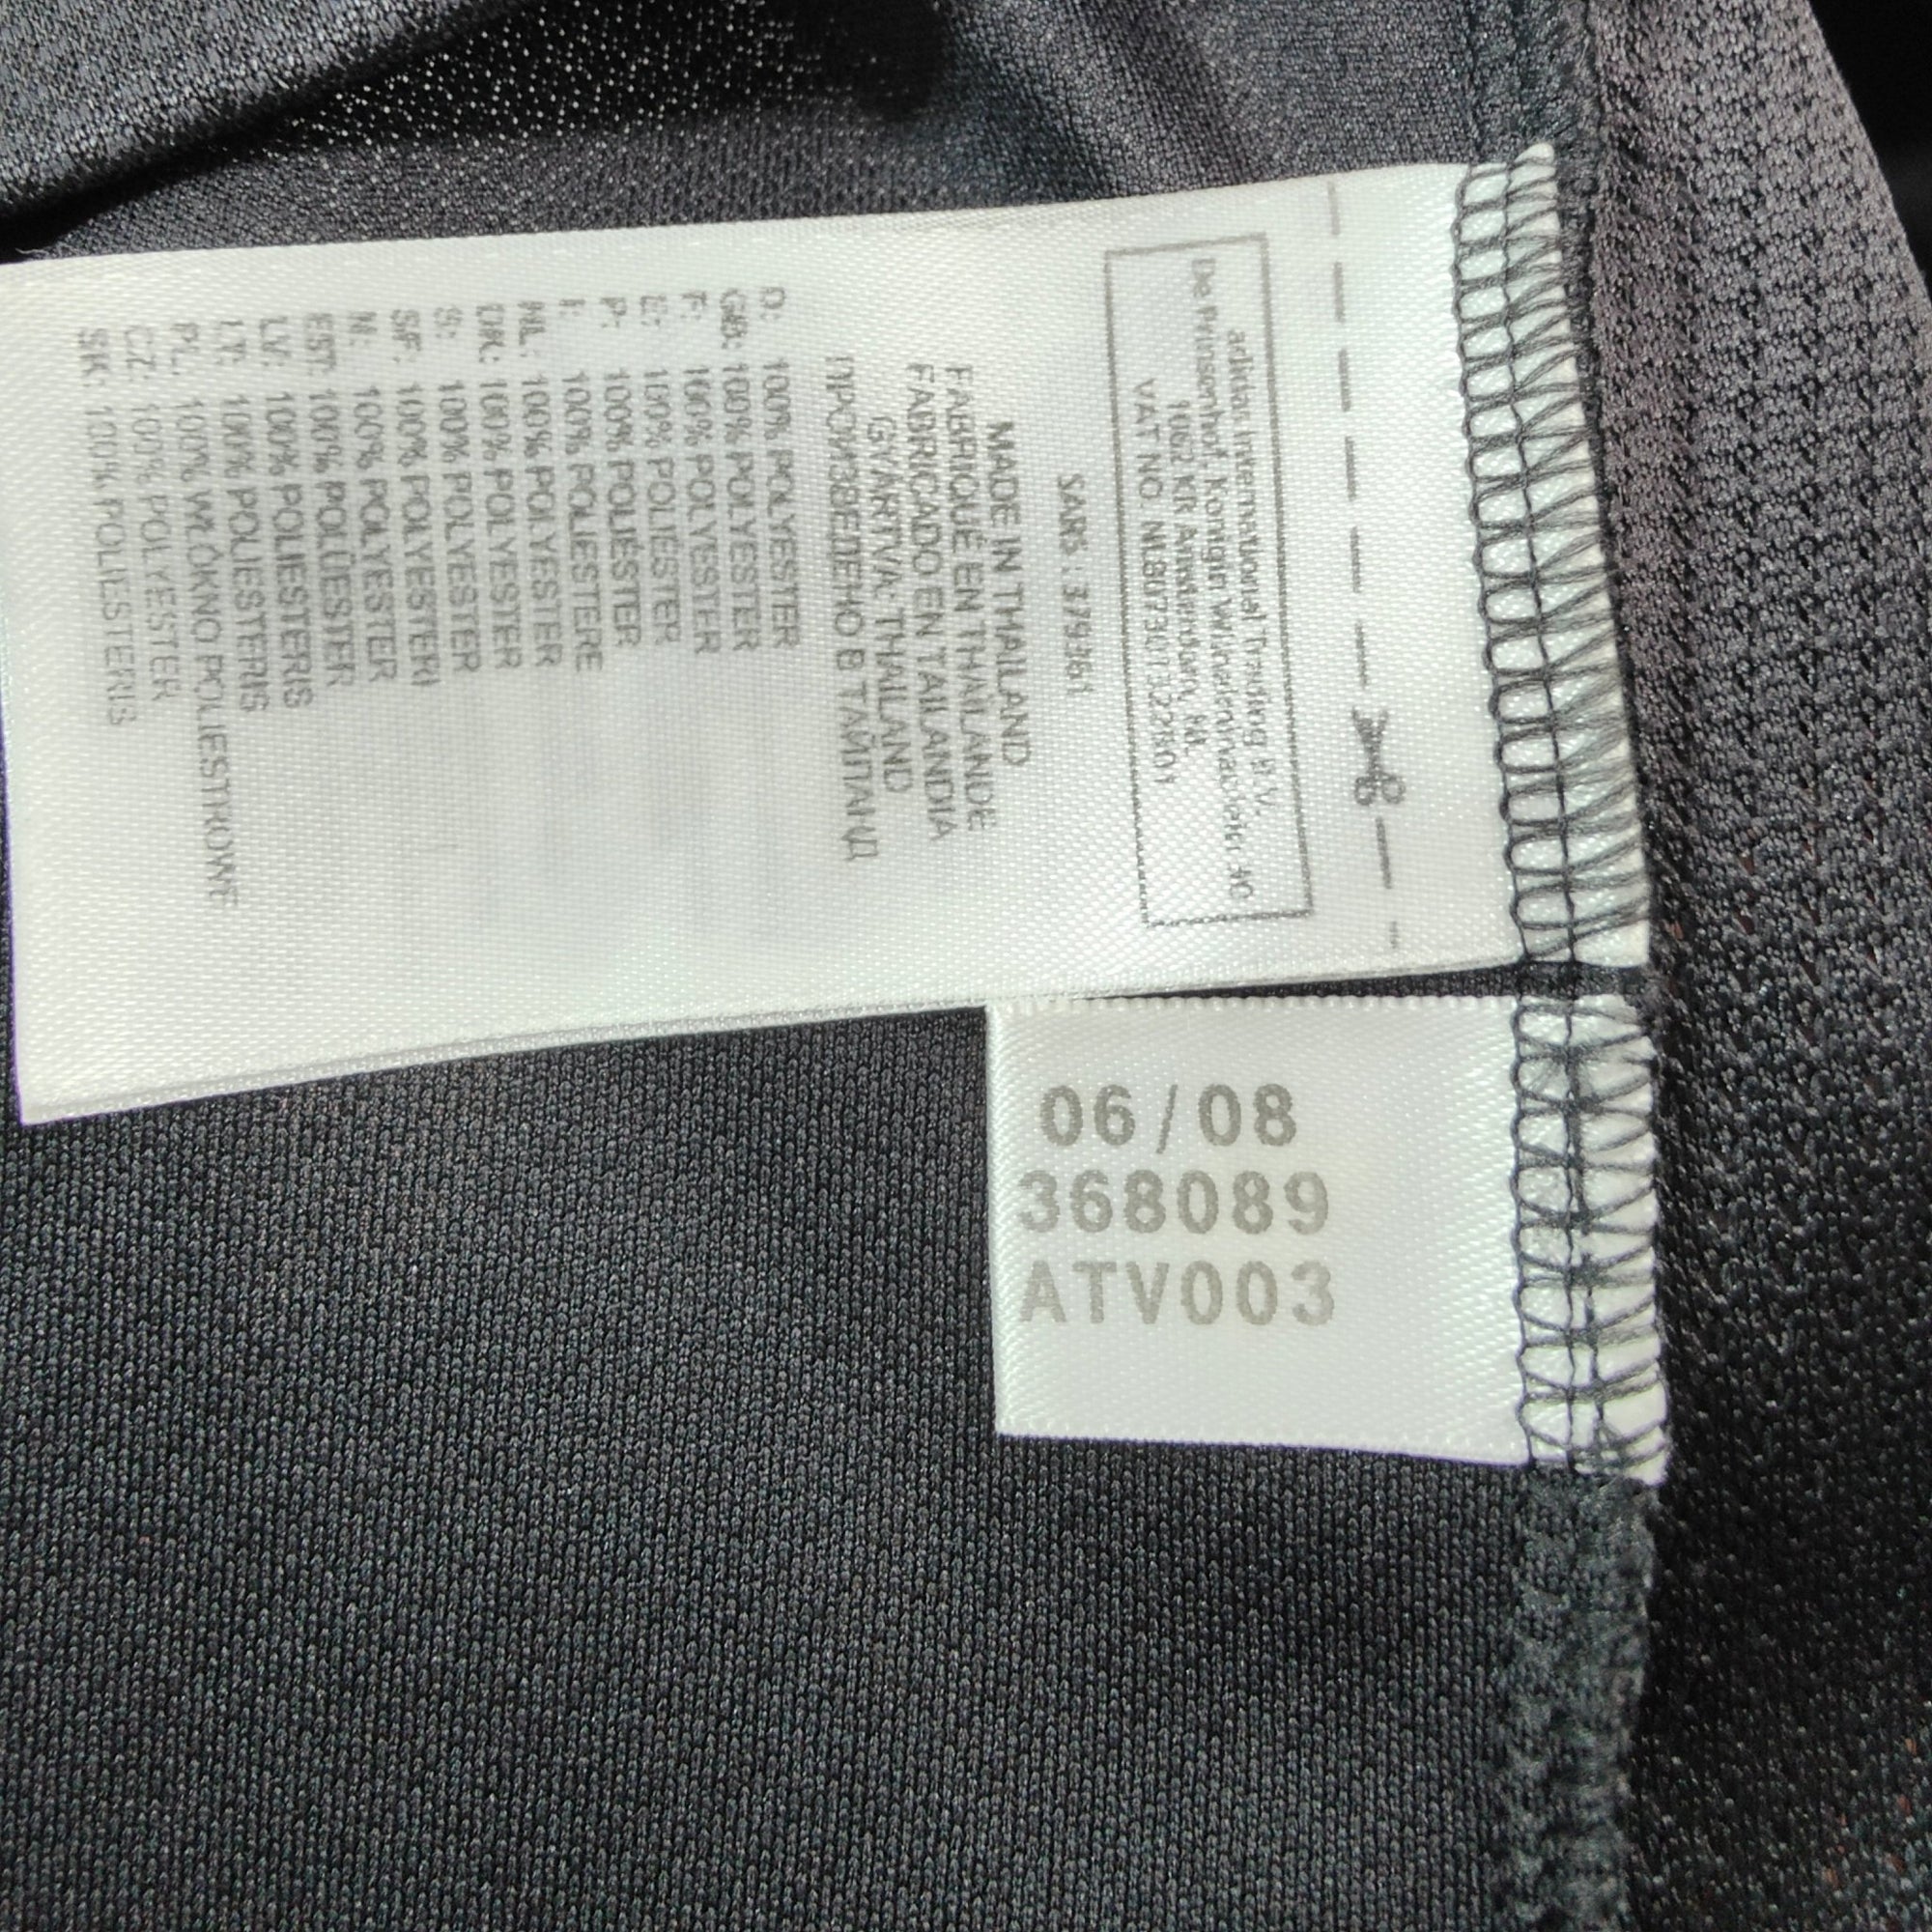 adidas International Trading B.V.
De Prinsenhof, Konigin Wilhelminaplein 30
1062 KR Amsterdam, NL
VAT NO. NL807307322B01
MADE IN THAILAND
FABRIQUÉ EN THAÏLANDE
FABRICADO EN TAILANDIA
GYÁRTVA: THAILAND
ПРОИЗВЕДЕНО В ТАЙЛАНД
D: 100% POLYESTER
GB: 100% POLYESTER
F: 100% POLYESTER
E: 100% POLIÉSTER
P: 100% POLIÉSTER
I: 100% POLIESTERE
NL: 100% POLYESTER
DK: 100% POLYESTER
S: 100% POLYESTER
SF: 100% POLYESTERI
N: 100% POLYESTER
EST: 100% POLÜESTER
LV: 100% POLIESTERIS
LT: 100% POLIESTERIS
PL: 100% WŁÓKNO POLIESTROWE
CZ: 100% POLYESTER
SK: 100% POLIESTERIS
06/08
368089
ATV003